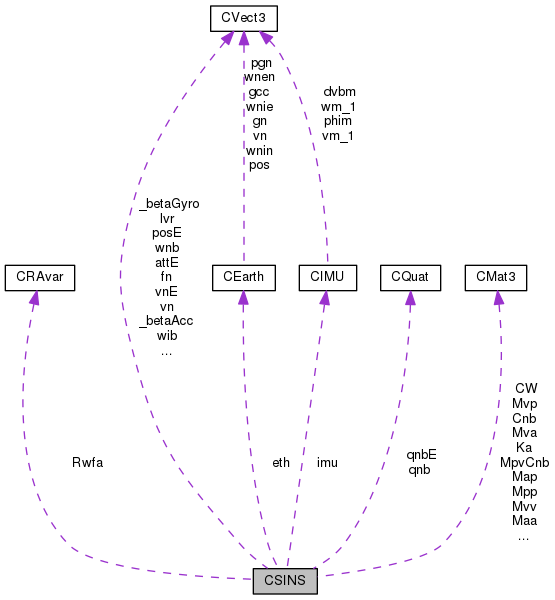 CVect3
pgn
wnen
gcc
wnie
gn
vn
wnin
pos
dvbm
wm_1
phim
vm_1
_betaGyro
lvr
posE
wnb
attE
fn
vnE
vn
_betaAcc
wib
...
CRAvar
CEarth
CIMU
CQuat
CMat3
CW
Mvp
Cnb
Mva
Ka
MpvCnb
Map
Mpp
Mvv
Maa
...
Rwfa
eth
imu
qnbE
qnb
CSINS